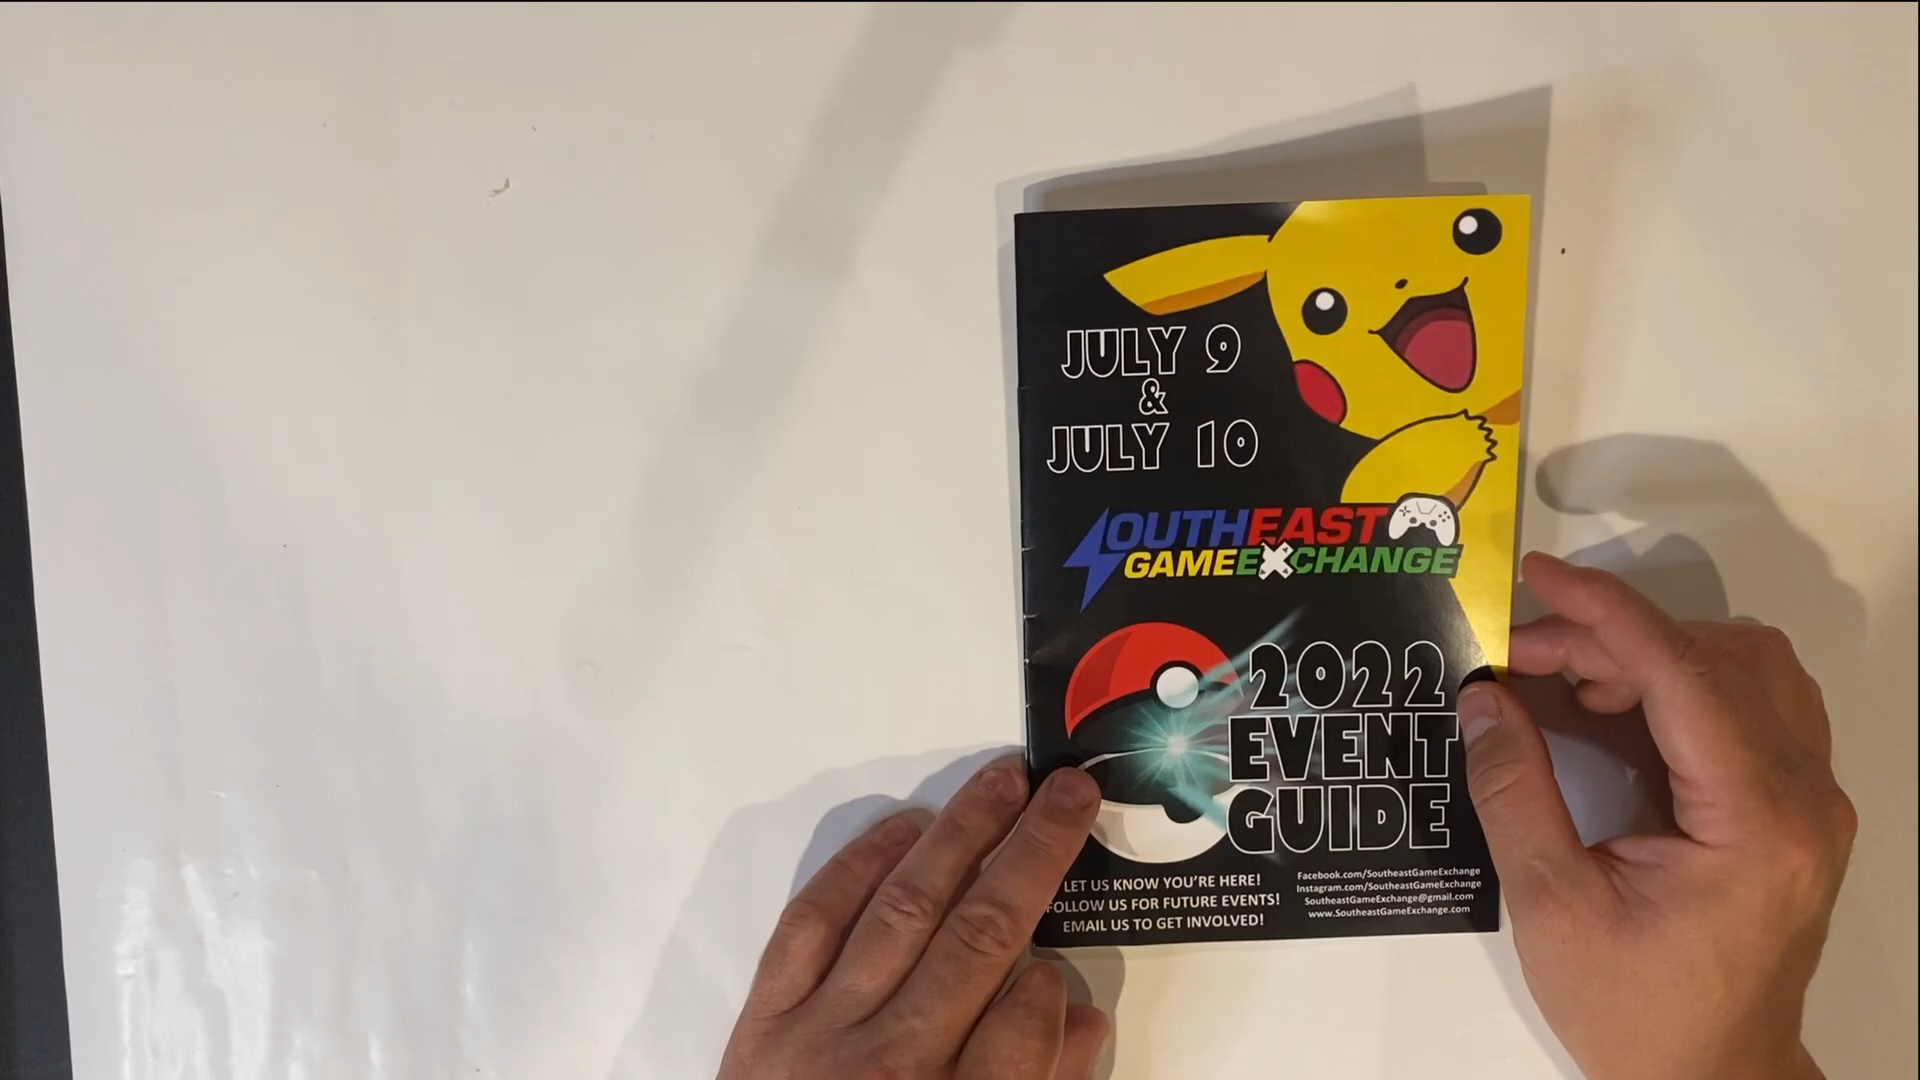 JULY 9
&
JULY 10
SOUTHEAST
GAMEEXCHANGE
2022
EVENT
GUIDE
LET US KNOW YOU'RE HERE!
FOLLOW US FOR FUTURE EVENTS!
EMAIL US TO GET INVOLVED!
Facebook.com/SoutheastGameExchange
Instagram.com/SoutheastGameExchange
SoutheastGameExchange@gmail.com
www.SoutheastGameExchange.com